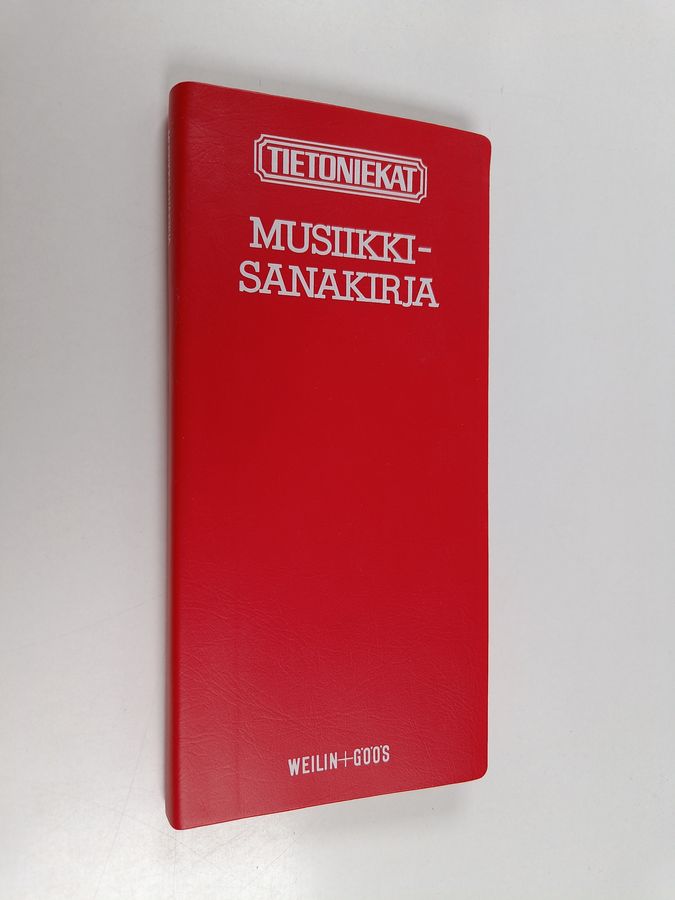 TIETONIEKAT
MUSIIKKI-
SANAKIRJA
WEILIN+GÖÖS